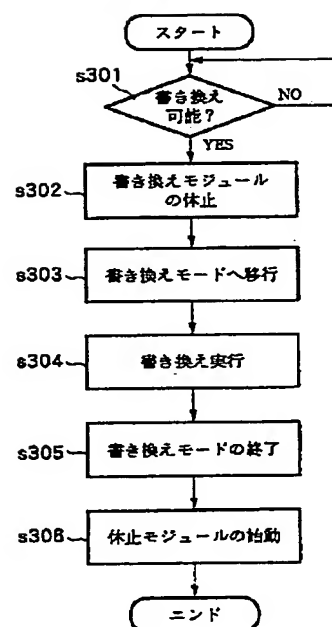 スタート
s301
書き換え
可能？
NO
YES
s302
書き換えモジュール
の休止
s303
書き換えモードへ移行
s304
書き換え実行
s305
書き換えモードの終了
s306
休止モジュールの始動
エンド